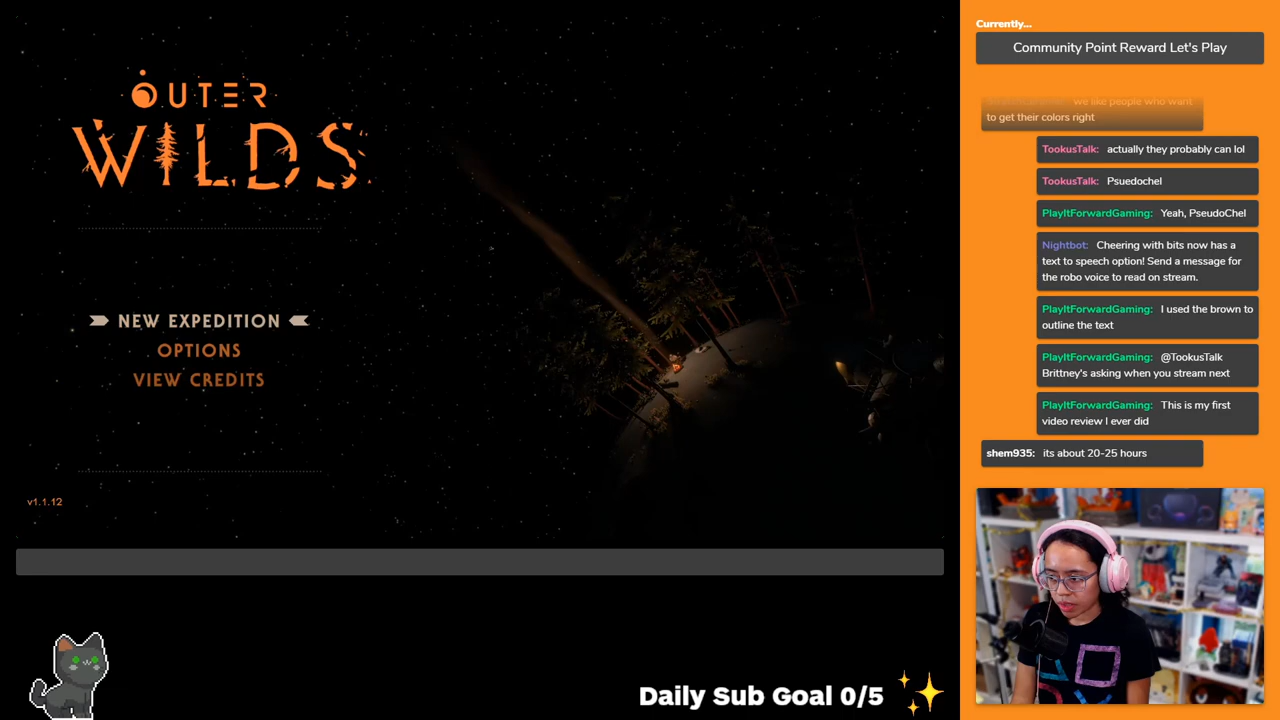 OUTER
WILDS
NEW EXPEDITION
OPTIONS
VIEW CREDITS
v1.1.12
Daily Sub Goal 0/5
Currently...
Community Point Reward Let's Play
we like people who want
to get their colors right
TookusTalk: actually they probably can lol
TookusTalk: Psuedochel
PlayItForwardGaming: Yeah, PseudoChel
Nightbot: Cheering with bits now has a
text to speech option! Send a message for
the robo voice to read on stream.
PlayItForwardGaming: I used the brown to
outline the text
PlayItForwardGaming: @TookusTalk
Brittney's asking when you stream next
PlayItForwardGaming: This is my first
video review I ever did
shem935: its about 20-25 hours